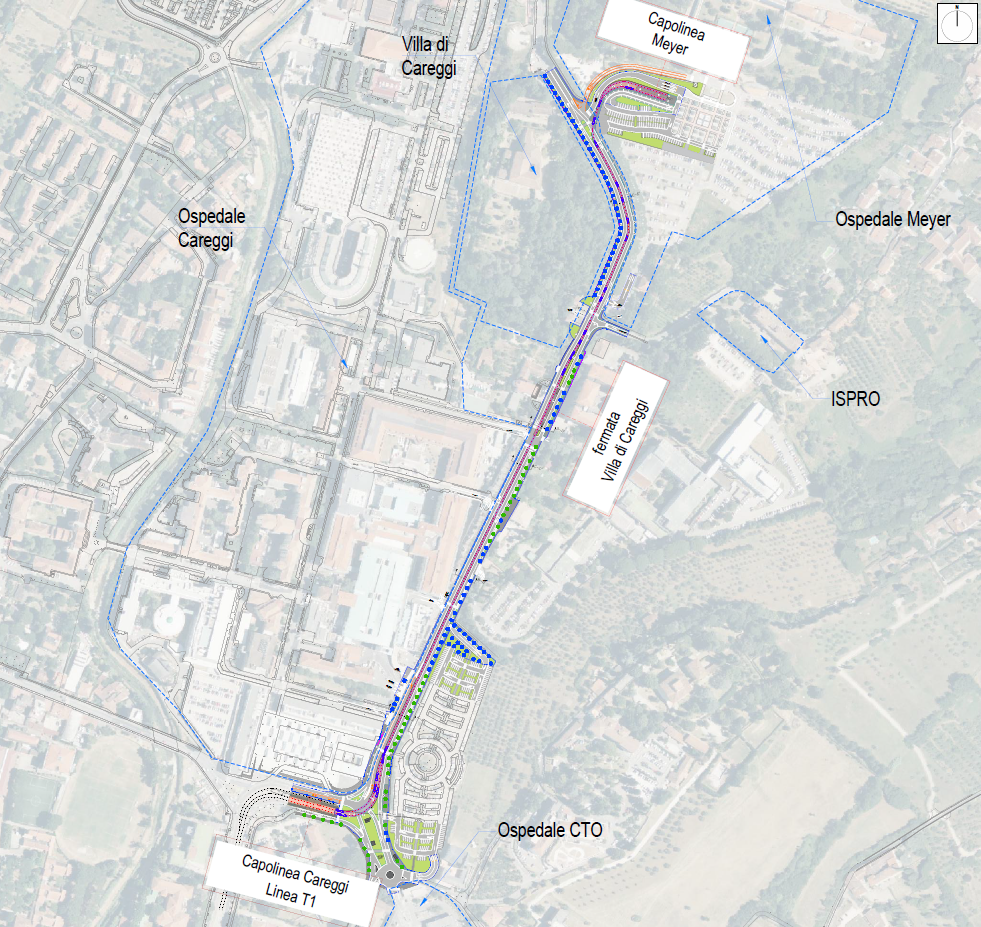 Capolinea
Meyer
N
Villa di
Careggi
Ospedale
Careggi
Ospedale Meyer
ISPRO
fermata
Villa di Careggi
Ospedale CTO
Capolinea Careggi
Linea T1